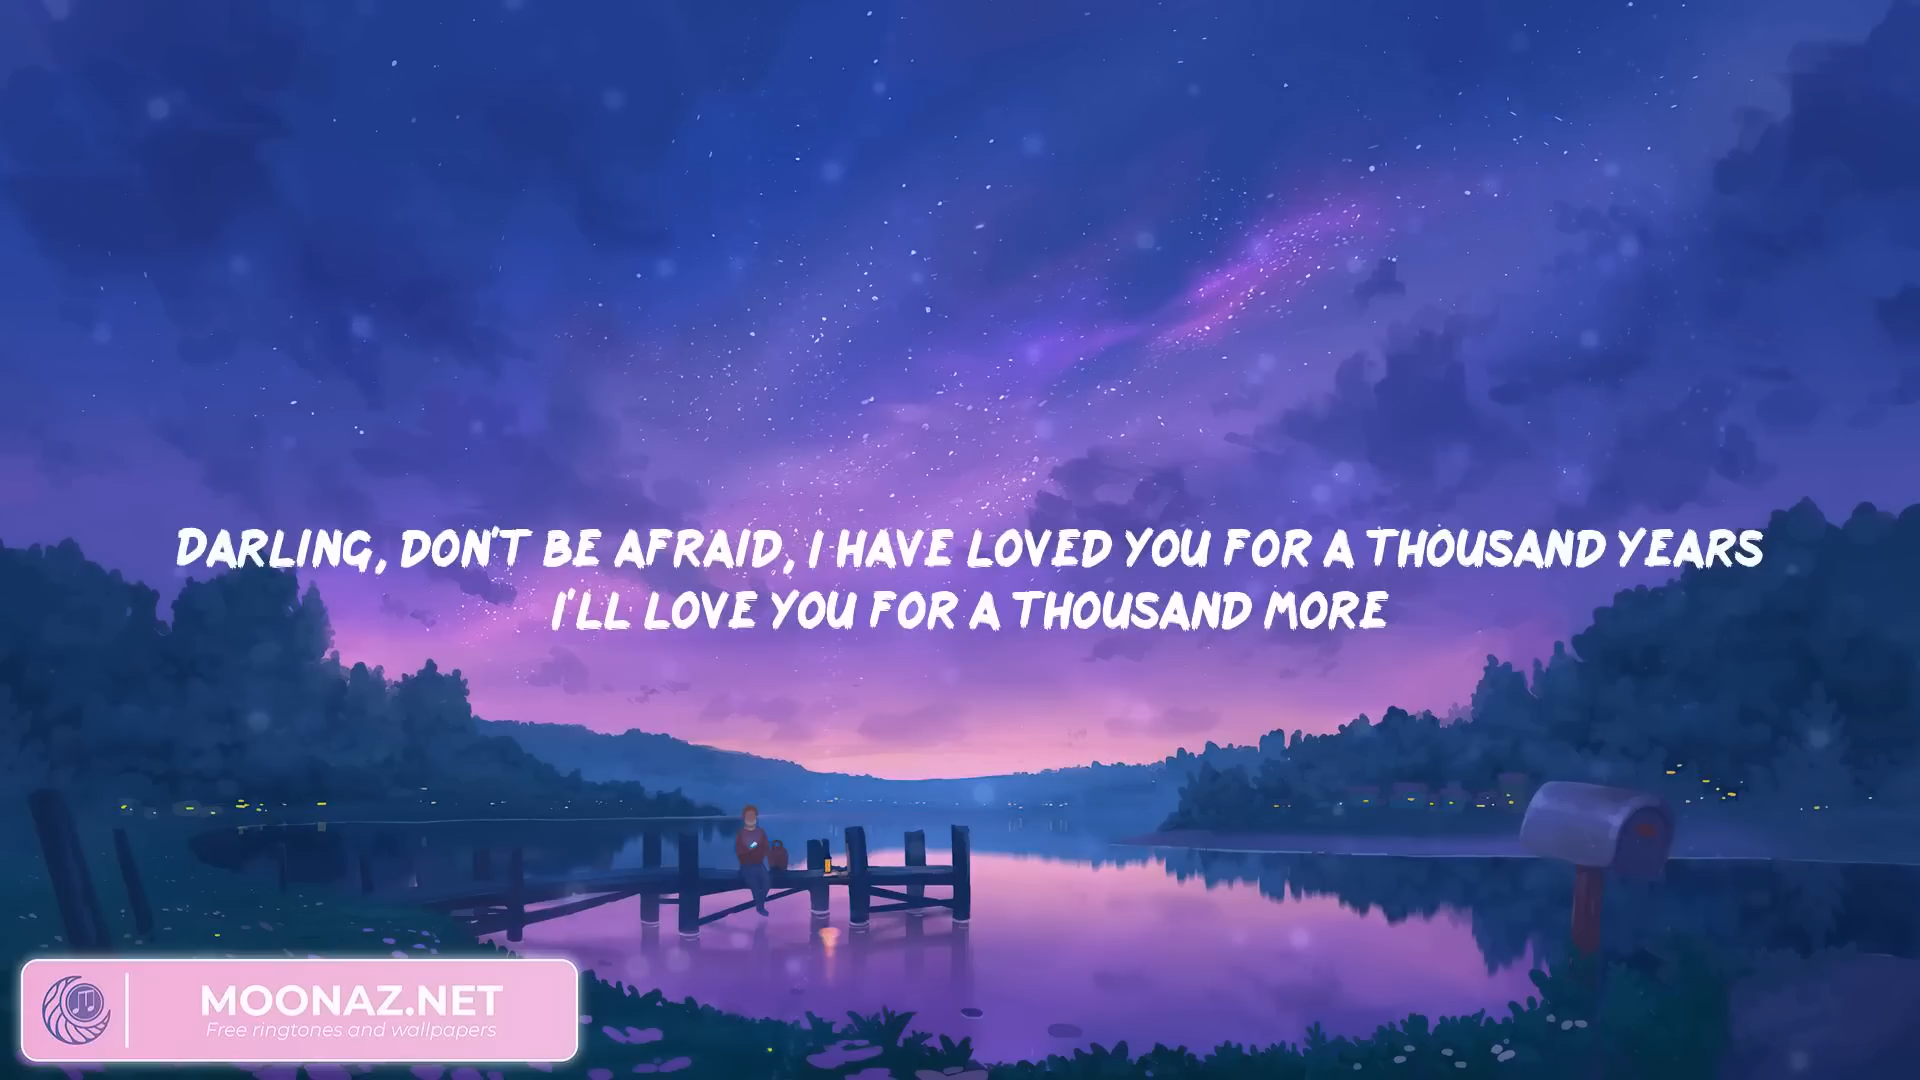 DARLING, DON'T BE AFRAID, I HAVE LOVED YOU FOR A THOUSAND YEARS
I'LL LOVE YOU FOR A THOUSAND MORE
MOONAZ.NET
Free ringtones and wallpapers